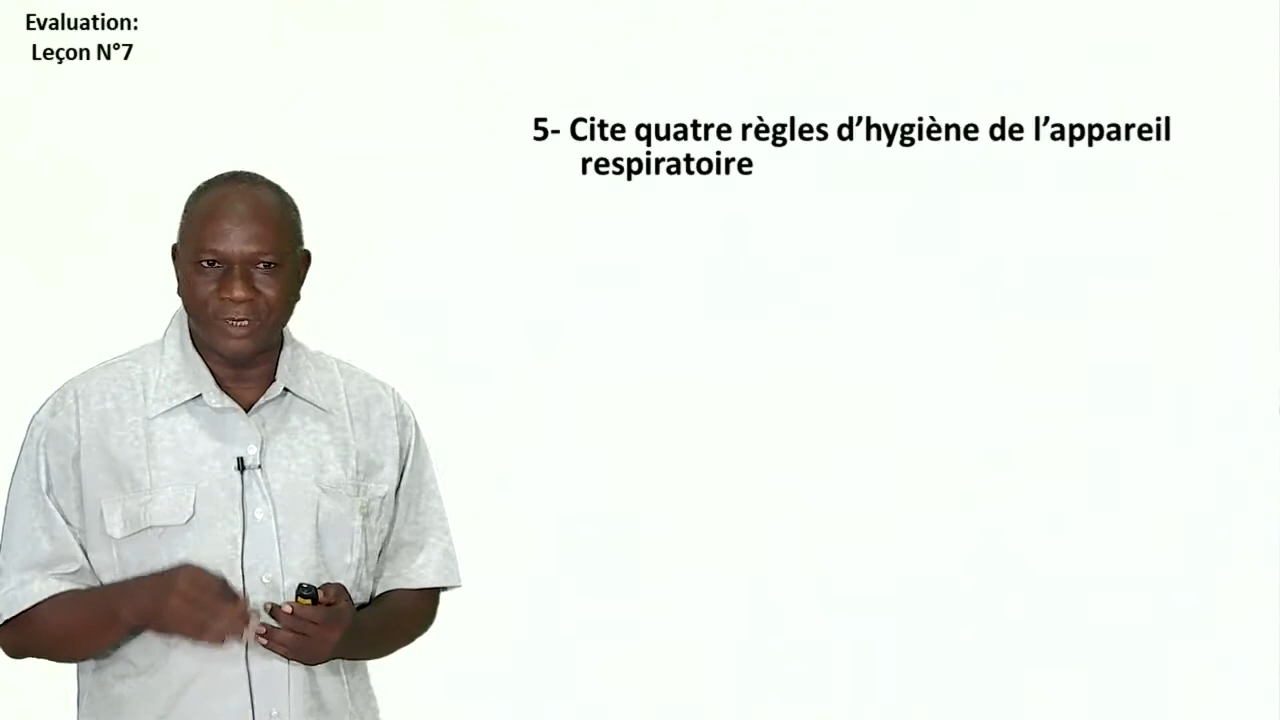 Evaluation:
Leçon N°7
5- Cite quatre règles d’hygiène de l’appareil
respiratoire